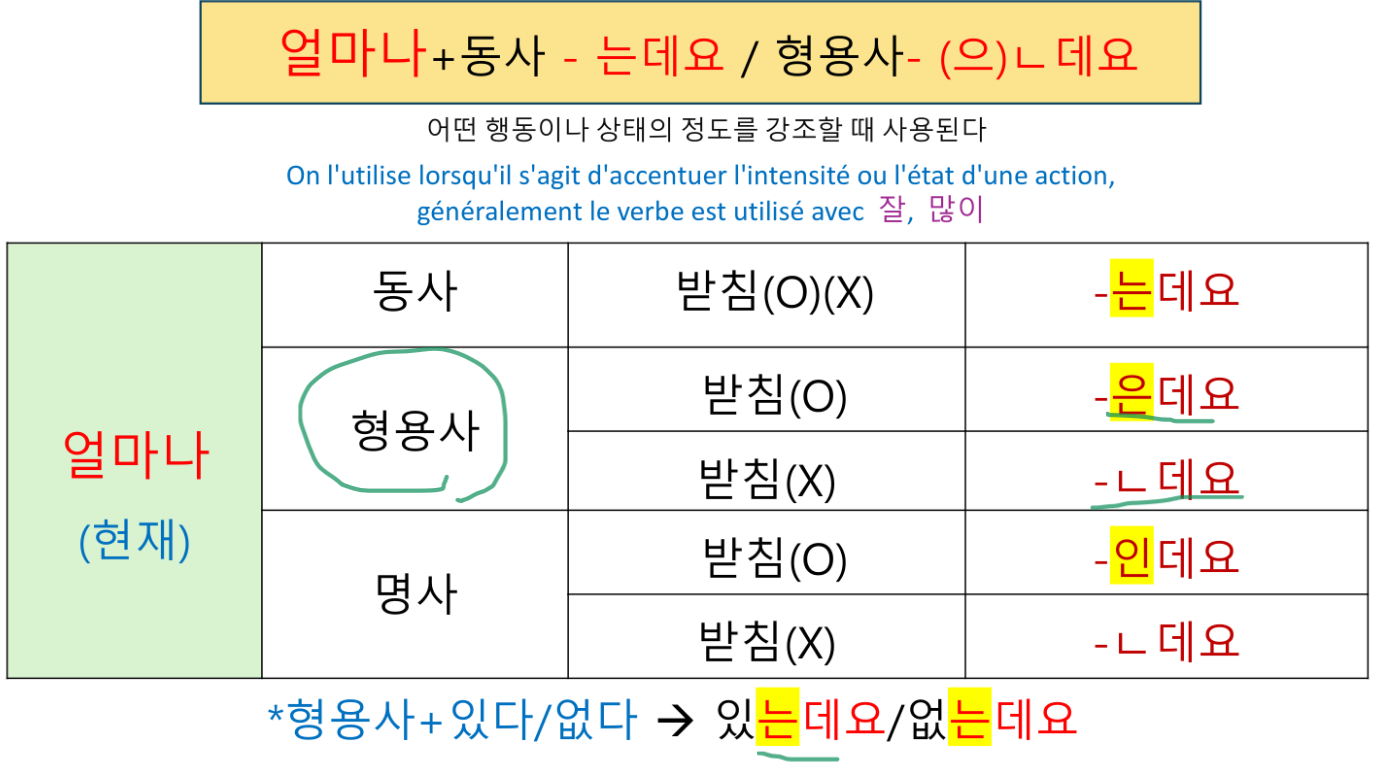 얼마나+동사 - 는데요 / 형용사- (으)ㄴ데요
어떤 행동이나 상태의 정도를 강조할 때 사용된다
On l'utilise lorsqu'il s'agit d'accentuer l'intensité ou l'état d'une action,
généralement le verbe est utilisé avec 잘, 많이
얼마나
(현재)
동사 받침(O)(X) -는데요
형용사 받침(O) -은데요
받침(X) -ㄴ데요
명사 받침(O) -인데요
받침(X) -ㄴ데요
*형용사+있다/없다 → 있는데요/없는데요